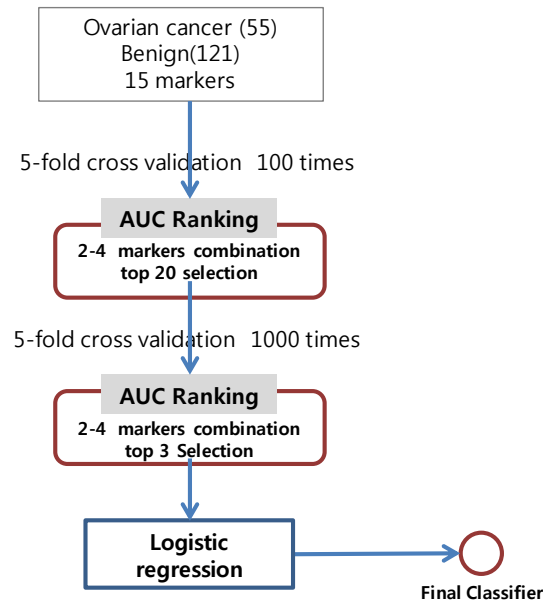 Ovarian cancer (55)
Benign(121)
15 markers
5-fold cross validation 100 times
AUC Ranking
2-4 markers combination
top 20 selection
5-fold cross validation 1000 times
AUC Ranking
2-4 markers combination
top 3 Selection
Logistic
regression
Final Classifier